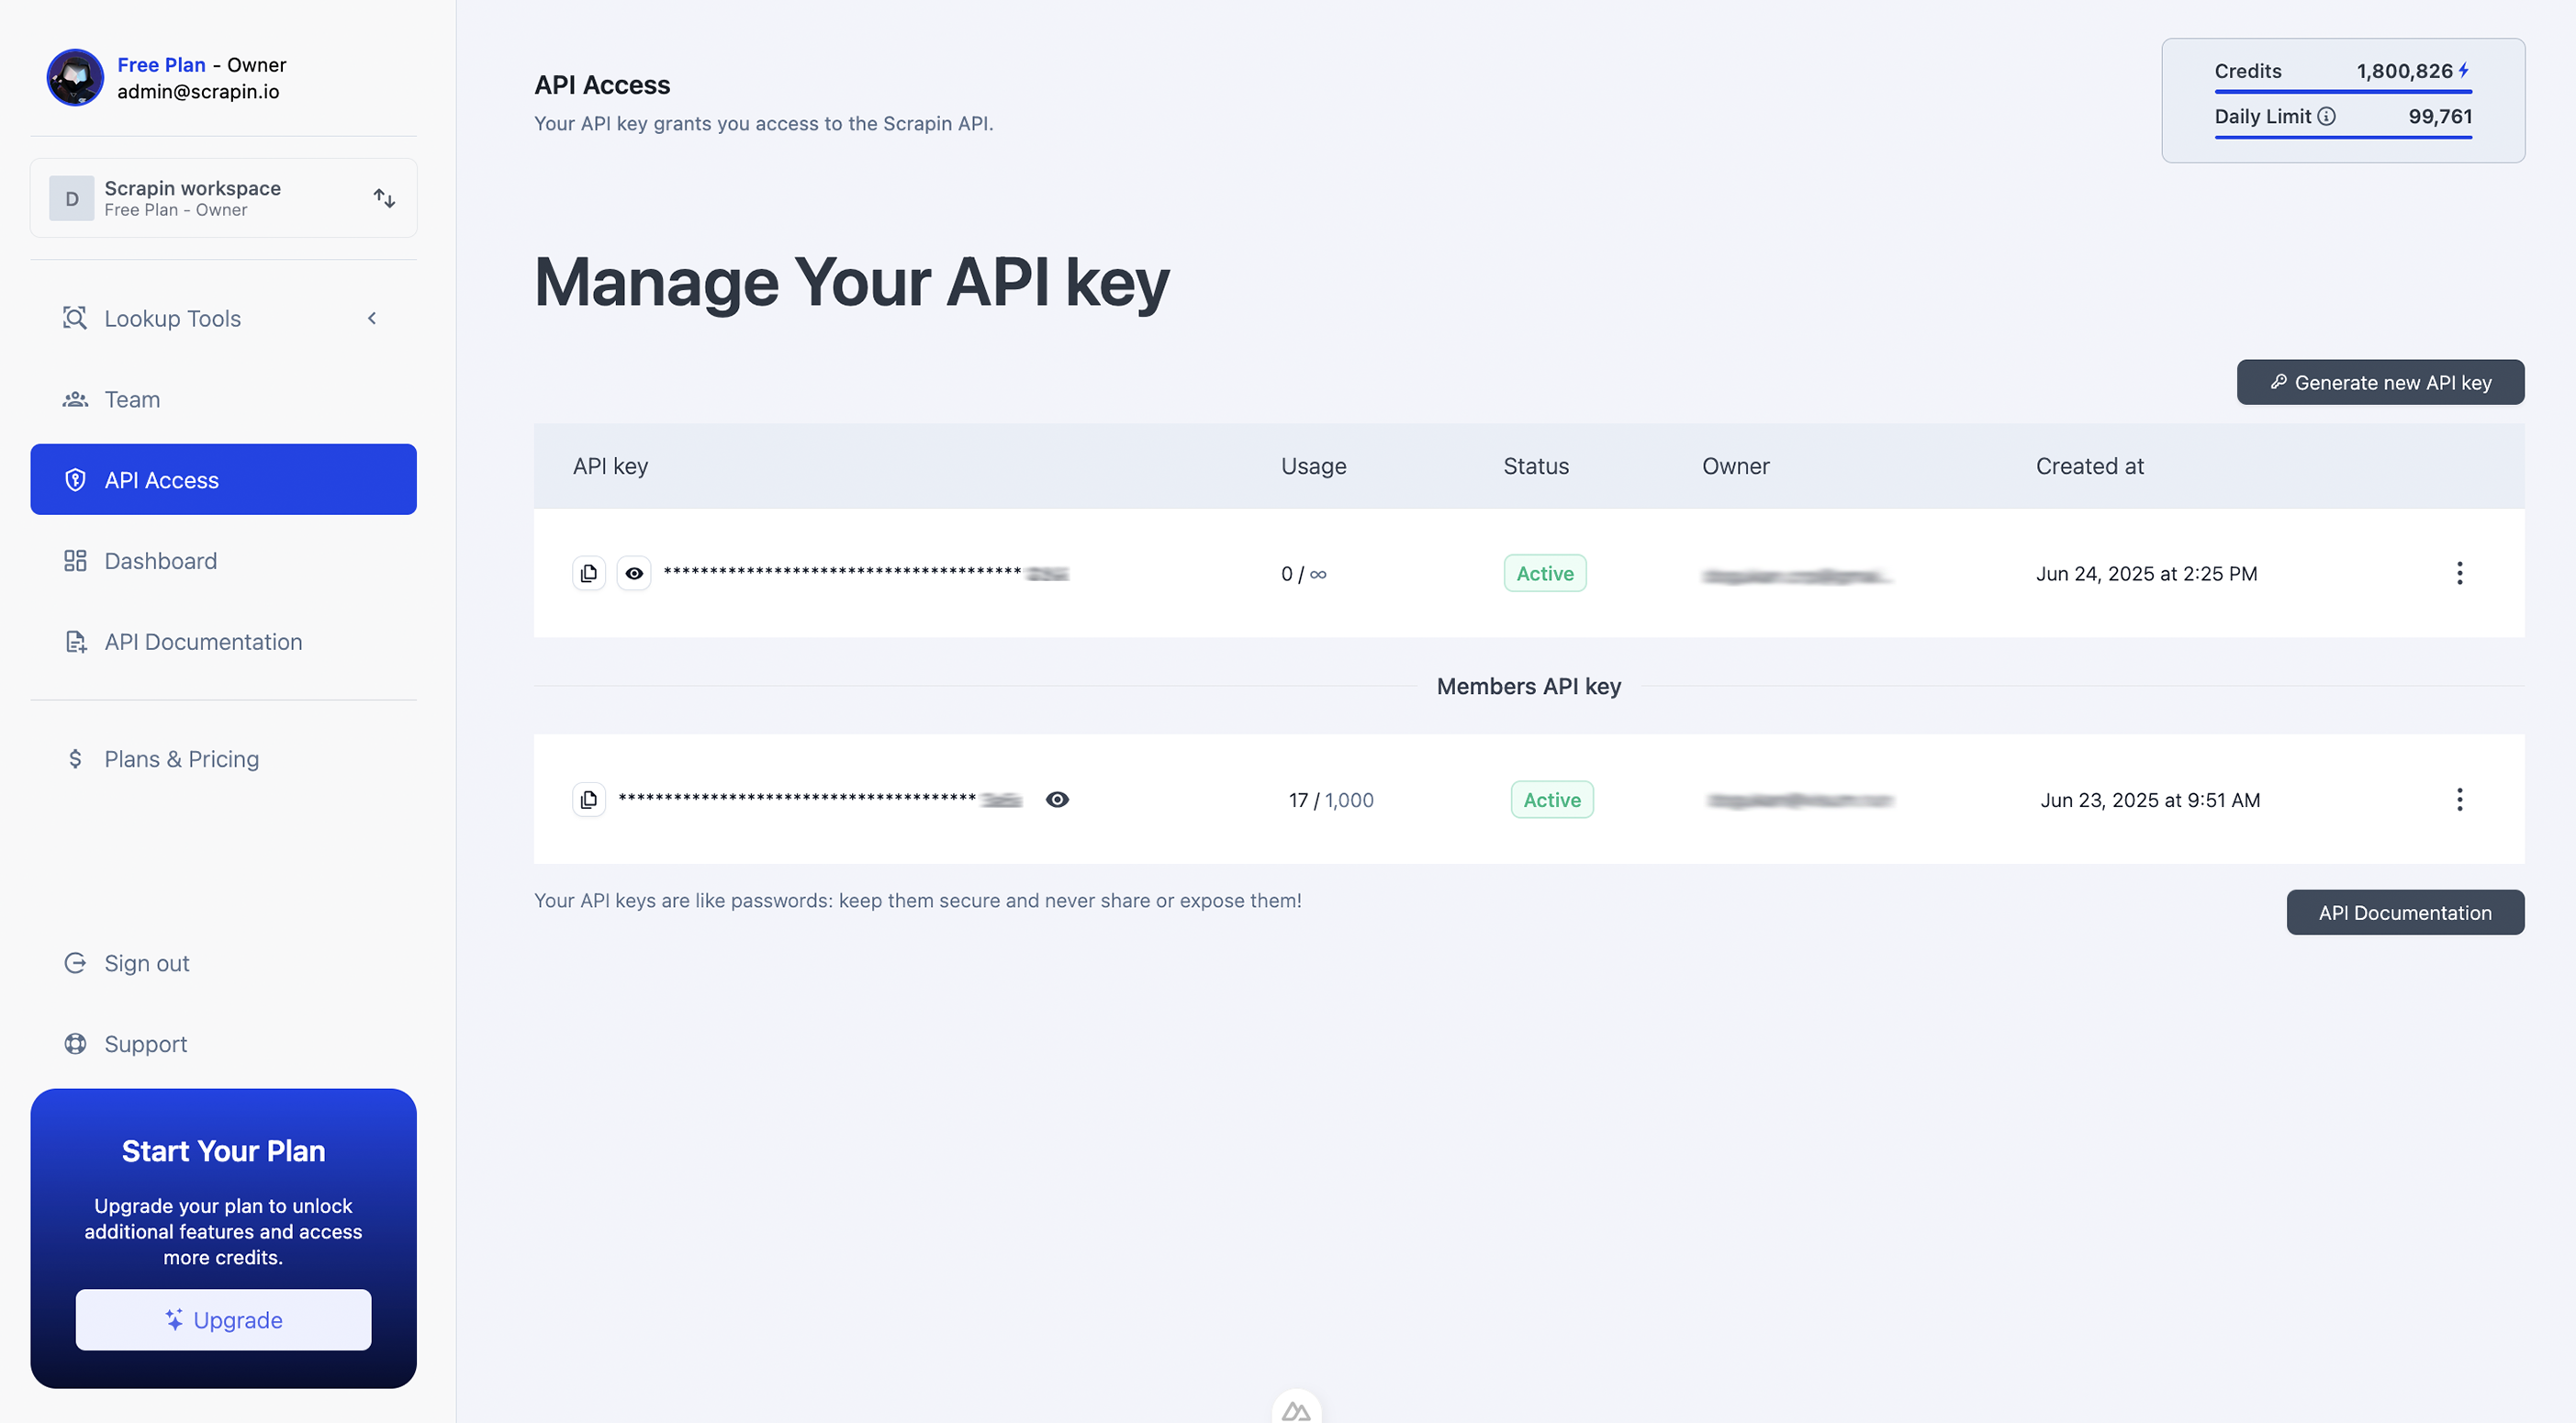 Free Plan - Owner
admin@scrapin.io
D
Scrapin workspace
Free Plan - Owner
Lookup Tools
Team
API Access
Dashboard
API Documentation
Plans & Pricing
Sign out
Support
Start Your Plan
Upgrade your plan to unlock
additional features and access
more credits.
Upgrade
API Access
Your API key grants you access to the Scrapin API.
Credits 1,800,826
Daily Limit 99,761
Manage Your API key
Generate new API key
API key Usage Status Owner Created at
*************************************** 0 / ∞ Active Jun 24, 2025 at 2:25 PM
Members API key
*************************************** 17 / 1,000 Active Jun 23, 2025 at 9:51 AM
Your API keys are like passwords: keep them secure and never share or expose them!
API Documentation